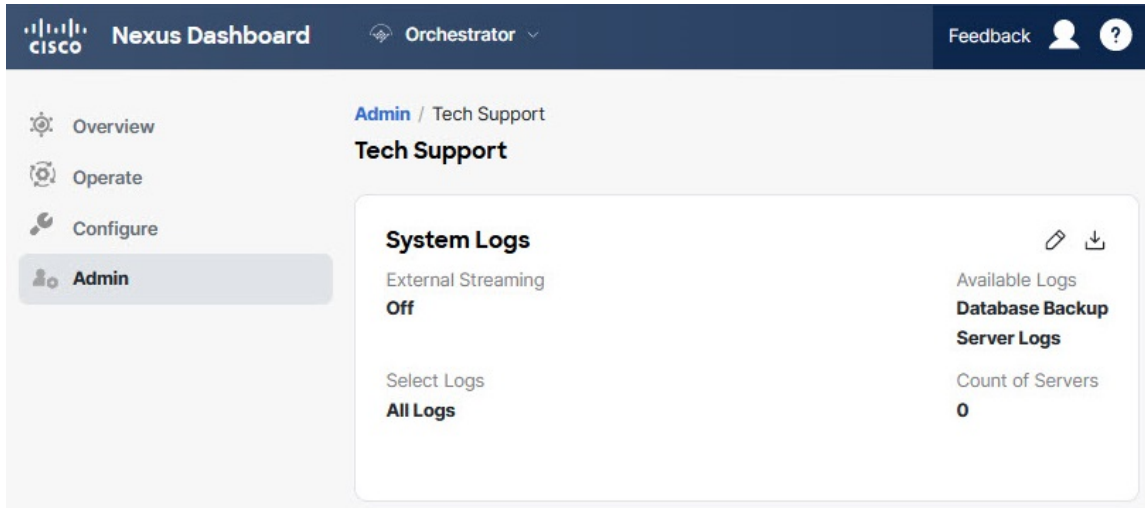 CISCO Nexus Dashboard Orchestrator Feedback ?
Overview
Operate
Configure
Admin
Admin / Tech Support
Tech Support
System Logs
External Streaming
Off
Available Logs
Database Backup
Server Logs
Select Logs
All Logs
Count of Servers
0